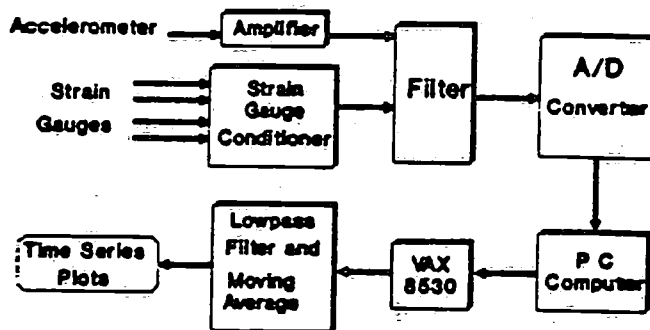 Accelerometer
Amplifier
Strain
Gauges
Strain
Gauge
Conditioner
Filter
A/D
Converter
Time Series
Plots
Lowpass
Filter and
Moving
Average
VAX
8530
PC
Computer